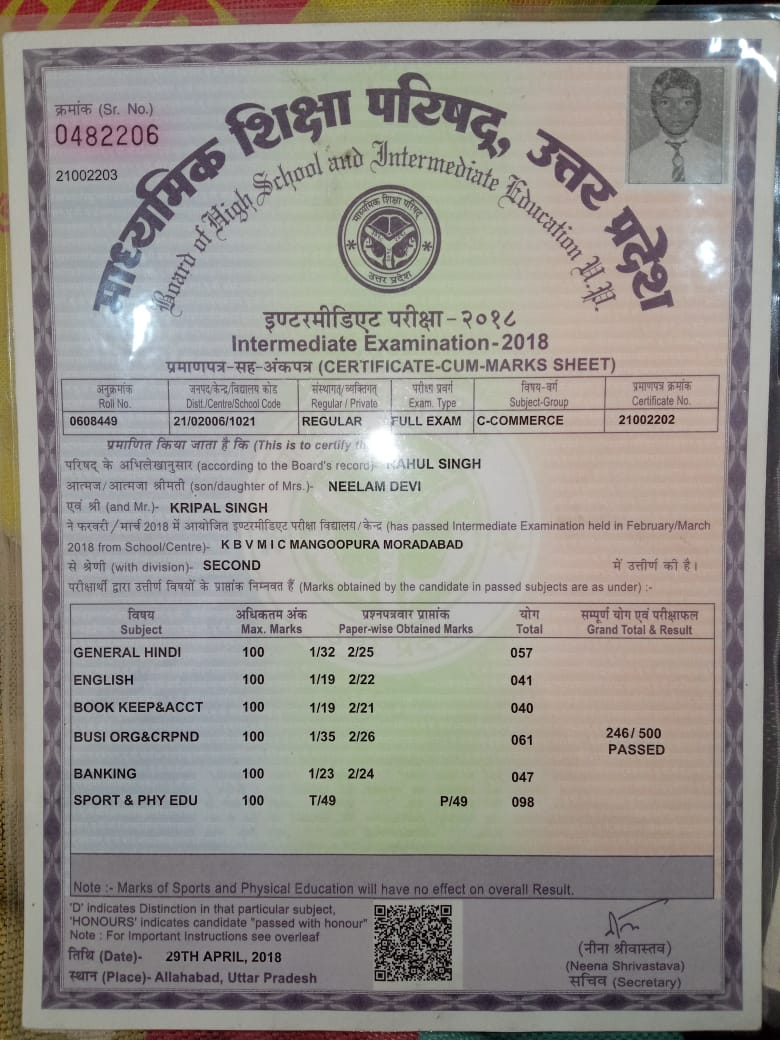 क्रमांक (Sr. No.)
0482206
21002203
माध्यमिक शिक्षा परिषद्, उत्तर प्रदेश
Board of High School and Intermediate Education U.P.
माध्यमिक शिक्षा परिषद्
उत्तर प्रदेश
इण्टरमीडिएट परीक्षा-२०१८
Intermediate Examination-2018
प्रमाणपत्र-सह-अंकपत्र (CERTIFICATE-CUM-MARKS SHEET)
अनुक्रमांक जनपद/केन्द्र/विद्यालय कोड संस्थागत/व्यक्तिगत परीक्षा प्रवर्ग विषय-वर्ग प्रमाणपत्र क्रमांक
Roll No. Distt./Centre/School Code Regular / Private Exam. Type Subject-Group Certificate No.
0608449 21/02006/1021 REGULAR FULL EXAM C-COMMERCE 21002202
प्रमाणित किया जाता है कि (This is to certify
परिषद के अभिलेखानुसार (according to the Board's record)- RAHUL SINGH
आत्मज/आत्मजा श्रीमती (son/daughter of Mrs.)- NEELAM DEVI
एवं श्री (and Mr.)- KRIPAL SINGH
ने फरवरी/मार्च 2018 में आयोजित इण्टरमीडिएट परीक्षा विद्यालय/केन्द्र (has passed Intermediate Examination held in February/March
2018 from School/Centre)- K B V M I C MANGOOPURA MORADABAD
से श्रेणी (with division)- SECOND में उत्तीर्ण की है।
परीक्षार्थी द्वारा उत्तीर्ण विषयों के प्राप्तांक निम्नवत हैं (Marks obtained by the candidate in passed subjects are as under) :-
विषय अधिकतम अंक प्रश्नपत्रवार प्राप्तांक योग सम्पूर्ण योग एवं परीक्षाफल
Subject Max. Marks Paper-wise Obtained Marks Total Grand Total & Result
GENERAL HINDI 100 1/32 2/25 057
ENGLISH 100 1/19 2/22 041
BOOK KEEP&ACCT 100 1/19 2/21 040
BUSI ORG&CRPND 100 1/35 2/26 061 246/ 500
PASSED
BANKING 100 1/23 2/24 047
SPORT & PHY EDU 100 T/49 P/49 098
Note :- Marks of Sports and Physical Education will have no effect on overall Result.
'D' indicates Distinction in that particular subject,
'HONOURS' indicates candidate "passed with honour"
Note : For Important Instructions see overleaf
तिथि (Date)- 29TH APRIL, 2018
स्थान (Place)- Allahabad, Uttar Pradesh
(नीना श्रीवास्तव)
(Neena Shrivastava)
सचिव (Secretary)